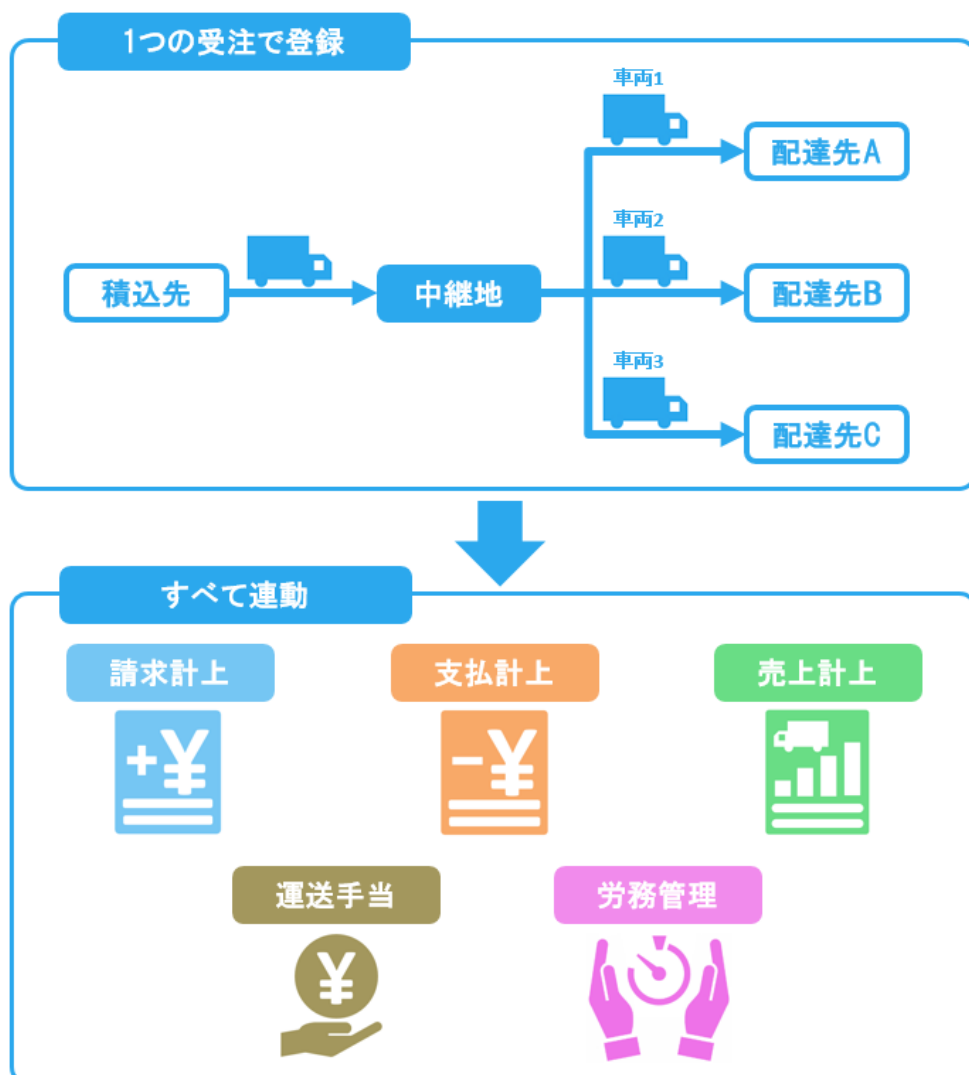 1つの受注で登録
車両1
配達先A
車両2
積込先
中継地
配達先B
車両3
配達先C
すべて連動
請求計上
支払計上
売上計上
+¥
-¥
運送手当
労務管理
¥